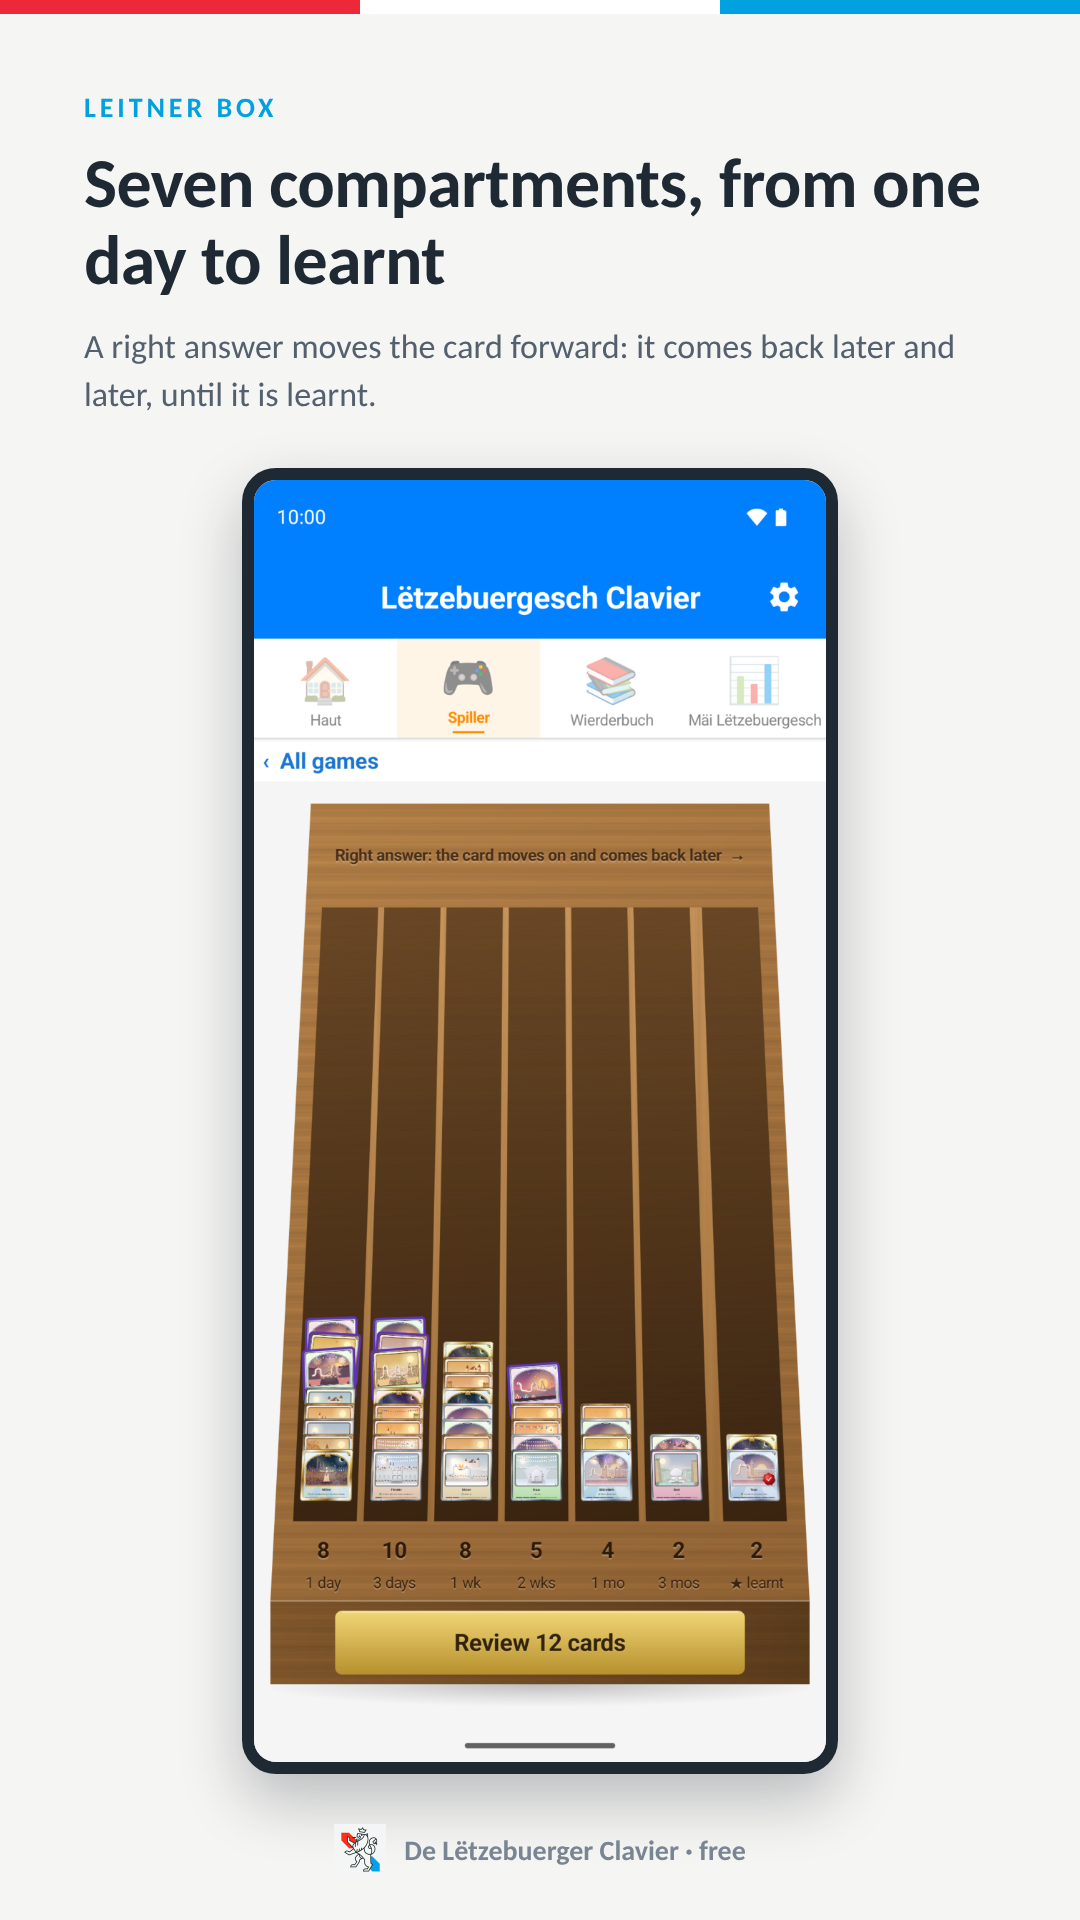 LEITNER BOX
Seven compartments, from one
day to learnt
A right answer moves the card forward: it comes back later and
later, until it is learnt.
10:00
Lëtzebuergesch Clavier
Haut
Spiller
Wierderbuch
Mäi Lëtzebuergesch
‹ All games
Right answer: the card moves on and comes back later →
8 10 8 5 4 2 2
1 day 3 days 1 wk 2 wks 1 mo 3 mos ★ learnt
Review 12 cards
De Lëtzebuerger Clavier · free